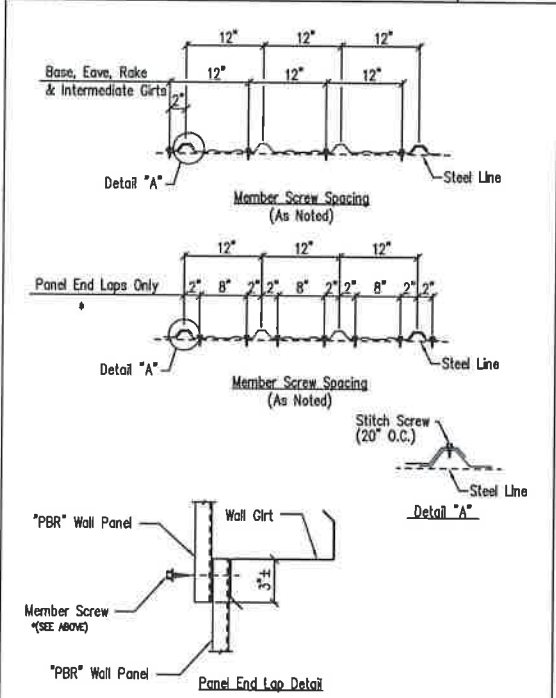 12" 12" 12"
Base, Eave, Rake
& Intermediate Girts
12" 12" 12"
2"
Detail "A"
Steel Line
Member Screw Spacing
(As Noted)
12" 12" 12"
Panel End Laps Only
*
2" 8" 2" 2" 8" 2" 2" 8" 2" 2"
Detail "A"
Steel Line
Member Screw Spacing
(As Noted)
Stitch Screw
(20" O.C.)
Steel Line
Detail "A"
"PBR" Wall Panel
Wall Girt
3"±
Member Screw
*(SEE ABOVE)
"PBR" Wall Panel
Panel End Lap Detail